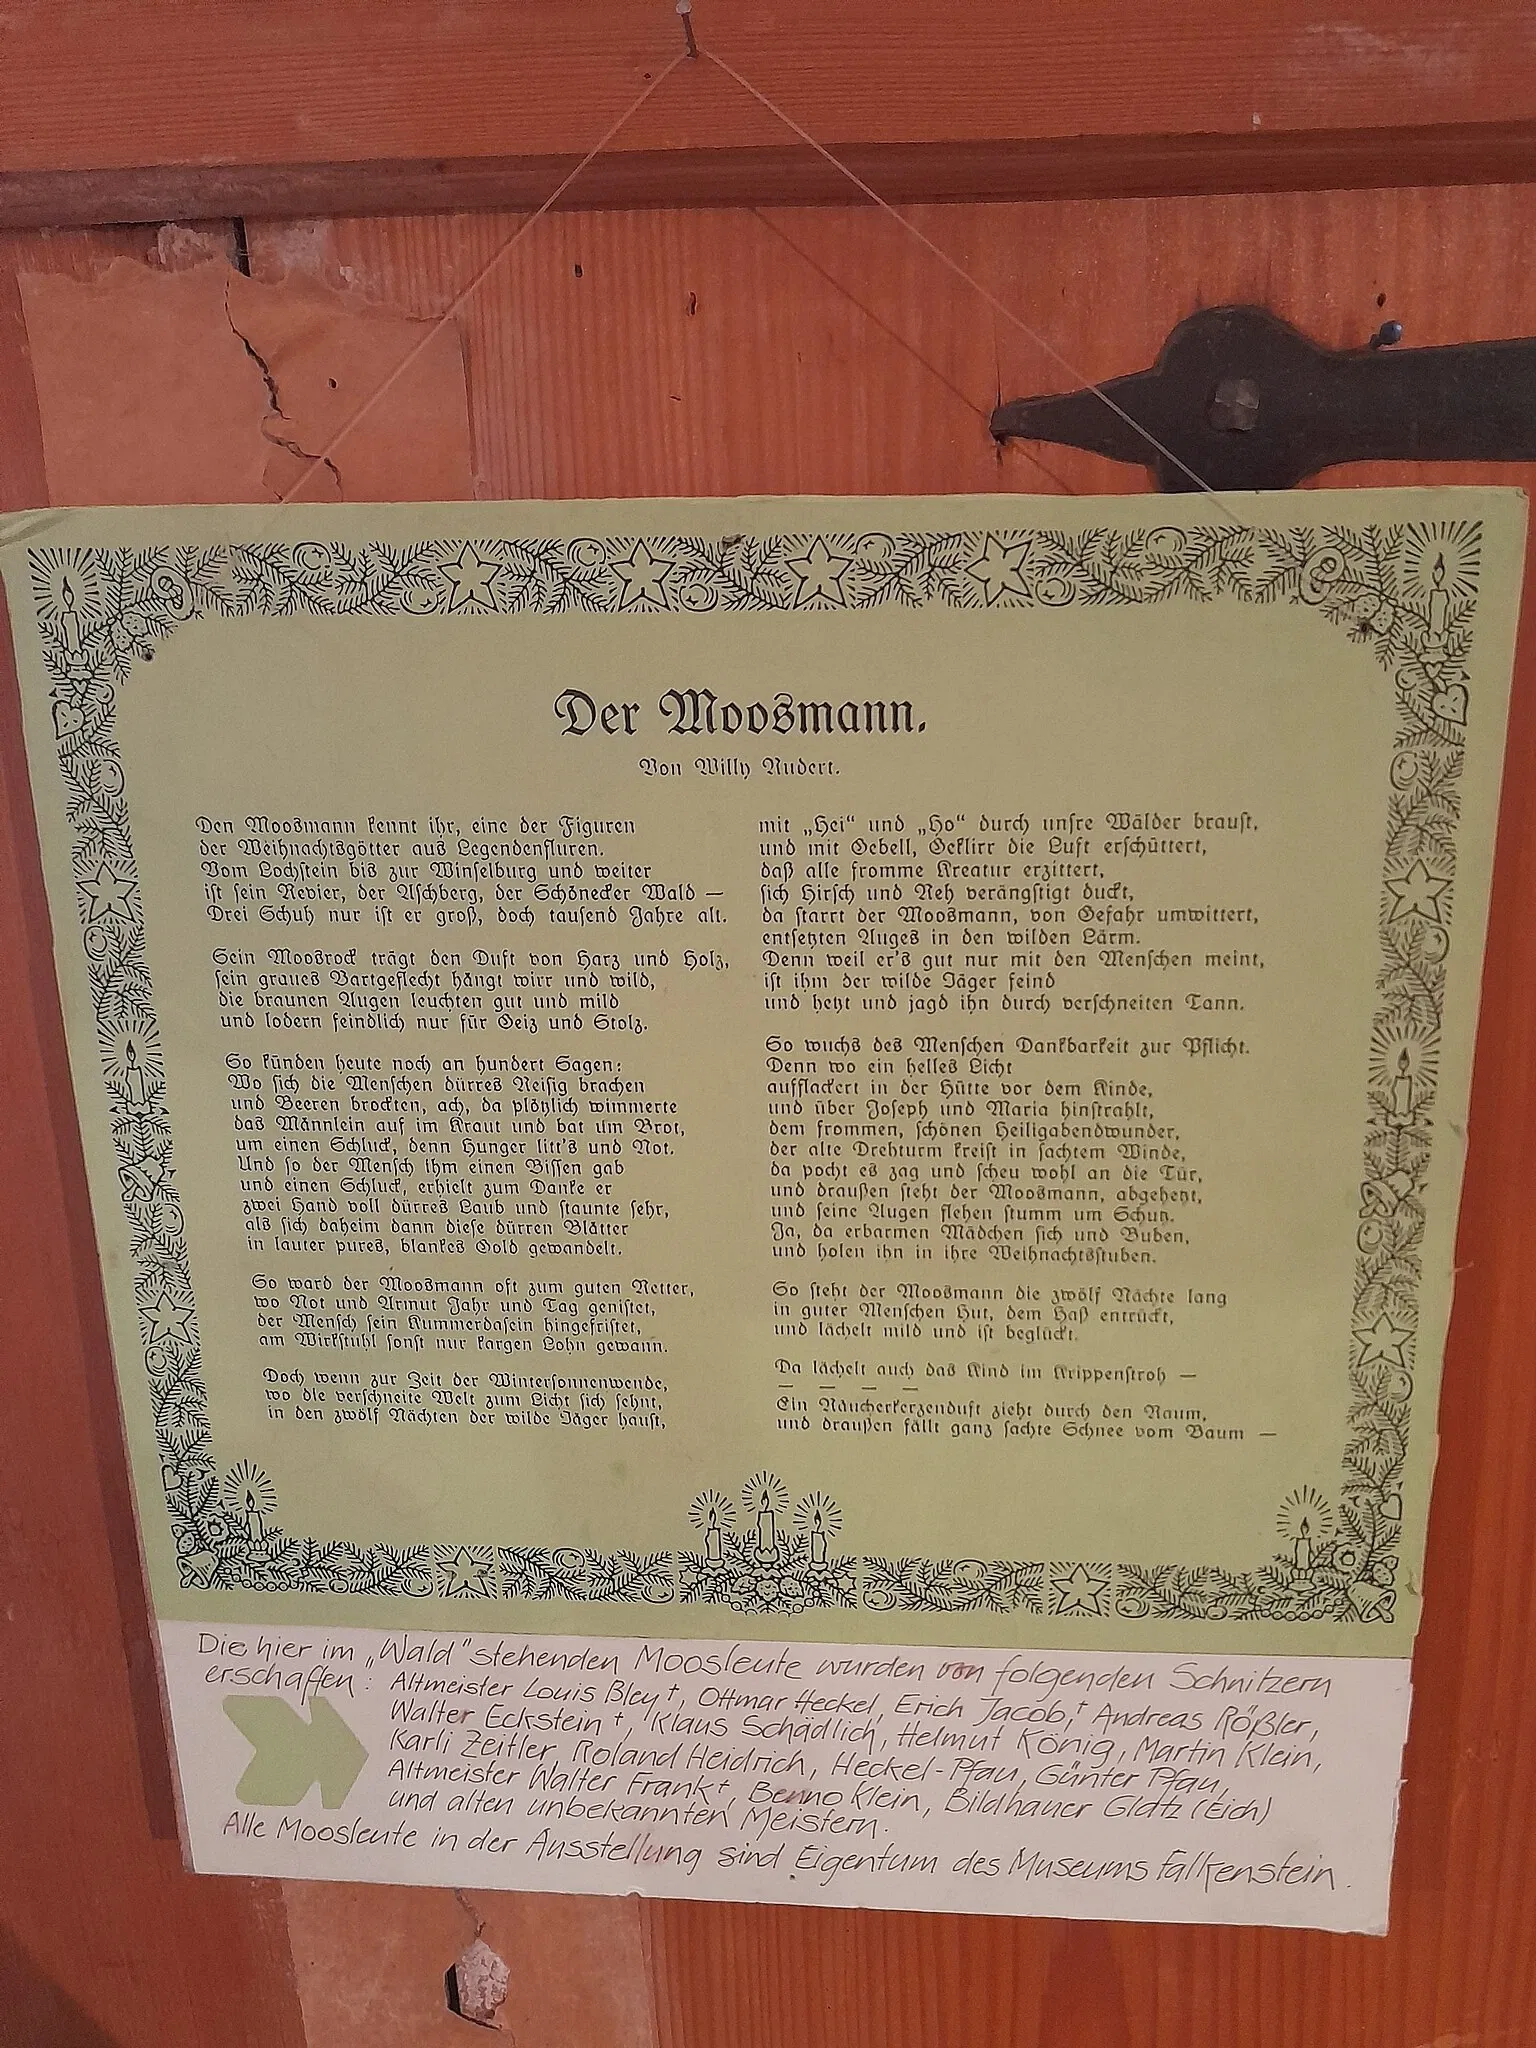 Der Moosmann.
Von Willy Rudert.
Den Moosmann kennt ihr, eine der Figuren
der Weihnachtsgötter aus Legendenfluren.
Vom Lochstein bis zur Winselburg und weiter
ist sein Revier, der Aschberg, der Schönecker Wald —
Drei Schuh nur ist er groß, doch tausend Jahre alt.
Sein Moosrock trägt den Duft von Harz und Holz,
sein graues Bartgeflecht hängt wirr und wild,
die braunen Augen leuchten gut und mild
und lodern feindlich nur für Geiz und Stolz.
So künden heute noch an hundert Sagen:
Wo sich die Menschen dürres Reisig brachen
und Beeren brockten, ach, da plötzlich wimmerte
das Männlein auf im Kraut und bat um Brot,
um einen Schluck, denn Hunger litt's und Not.
Und so der Mensch ihm einen Bissen gab
und einen Schluck, erhielt zum Danke er
zwei Hand voll dürres Laub und staunte sehr,
als sich daheim dann diese dürren Blätter
in lauter pures, blankes Gold gewandelt.
So ward der Moosmann oft zum guten Retter,
wo Not und Armut Jahr und Tag genistet,
der Mensch sein Kummerdasein hingefristet,
am Wirkstuhl sonst nur kargen Lohn gewann.
Doch wenn zur Zeit der Wintersonnenwende,
wo die verschneite Welt zum Licht sich sehnt,
in den zwölf Nächten der wilde Jäger haust,
mit „Hei“ und „Ho“ durch unsre Wälder braust,
und mit Gebell, Geklirr die Luft erschüttert,
daß alle fromme Kreatur erzittert,
sich Hirsch und Reh verängstigt duckt,
da starrt der Moosmann, von Gefahr umwittert,
entsetzten Auges in den wilden Lärm.
Denn weil er's gut nur mit den Menschen meint,
ist ihm der wilde Jäger feind
und hetzt und jagd ihn durch verschneiten Tann.
So wuchs des Menschen Dankbarkeit zur Pflicht.
Denn wo ein helles Licht
aufflackert in der Hütte vor dem Kinde,
und über Joseph und Maria hinstrahlt,
dem frommen, schönen Heiligabendwunder,
der alte Drehturm kreist in sachtem Winde,
da pocht es zag und scheu wohl an die Tür,
und draußen steht der Moosmann, abgehetzt,
und seine Augen flehen stumm um Schutz.
Ja, da erbarmen Mädchen sich und Buben,
und holen ihn in ihre Weihnachtsstuben.
So steht der Moosmann die zwölf Nächte lang
in guter Menschen Hut, dem Haß entrückt,
und lächelt mild und ist beglückt.
Da lächelt auch das Kind im Krippenstroh —
— — — —
Ein Räucherkerzenduft zieht durch den Raum,
und draußen fällt ganz sachte Schnee vom Baum —
Die hier im „Wald“ stehenden Moosleute wurden von folgenden Schnitzern
erschaffen: Altmeister Louis Bley †, Ottmar Heckel, Erich Jacob,† Andreas Rößler,
Walter Eckstein †, Klaus Schädlich, Helmut König, Martin Klein,
Karli Zeitler, Roland Heidrich, Heckel-Pfau, Günter Pfau,
Altmeister Walter Frank †, Benno Klein, Bildhauer Glatz (Eich)
und alten unbekannten Meistern.
Alle Moosleute in der Ausstellung sind Eigentum des Museums Falkenstein.